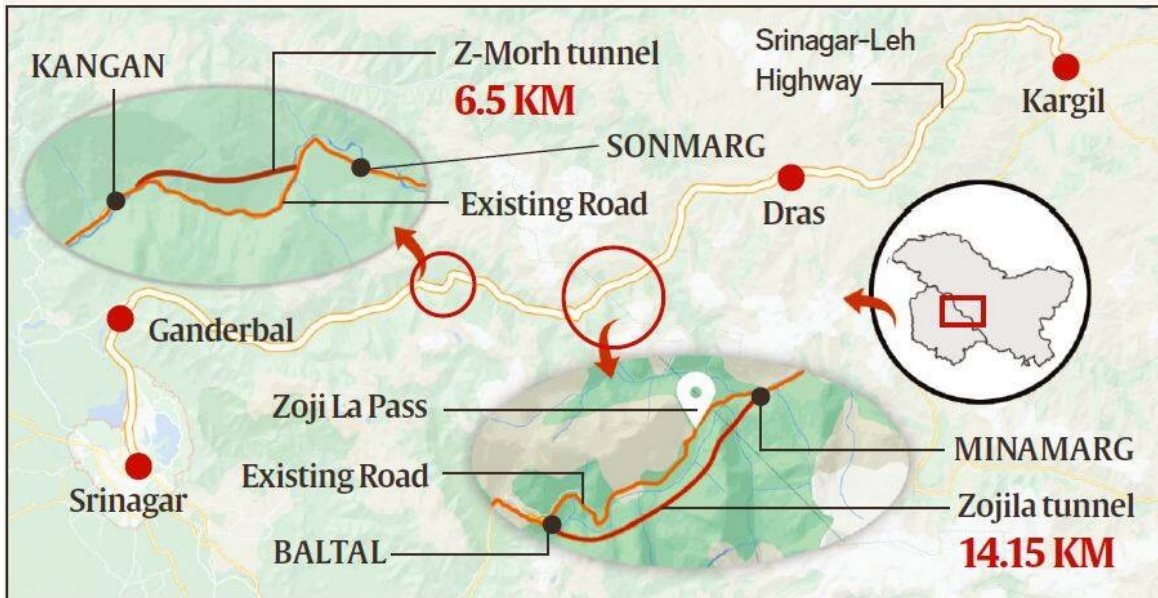 KANGAN
Z-Morh tunnel
6.5 KM
SONMARG
Existing Road
Srinagar-Leh
Highway
Kargil
Dras
Ganderbal
Srinagar
Zoji La Pass
Existing Road
BALTAL
MINAMARG
Zojila tunnel
14.15 KM